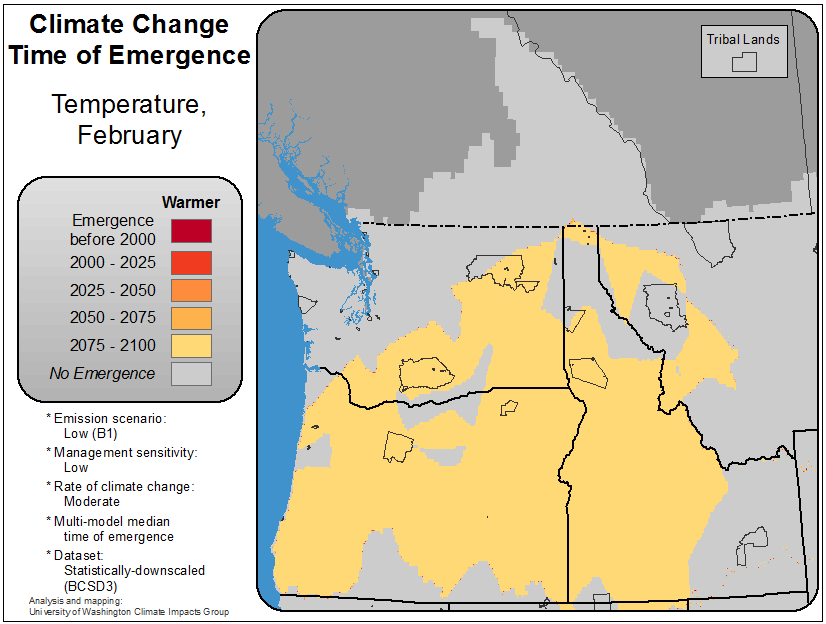 Climate Change
Time of Emergence
Temperature,
February
Warmer
Emergence
before 2000
2000 - 2025
2025 - 2050
2050 - 2075
2075 - 2100
No Emergence
* Emission scenario:
Low (B1)
* Management sensitivity:
Low
* Rate of climate change:
Moderate
* Multi-model median
time of emergence
* Dataset:
Statistically-downscaled
(BCSD3)
Analysis and mapping:
University of Washington Climate Impacts Group
Tribal Lands